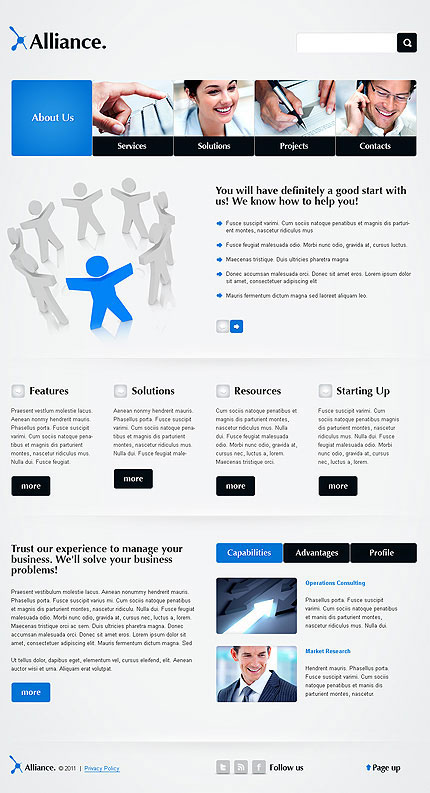 Alliance.
About Us
Services
Solutions
Projects
Contacts
You will have definitely a good start with
us! We know how to help you!
Fusce suscipit varimi. Cum sociis natoque penatibus et magnis dis parturi-
ent montes, nascetur ridiculus mus
Fusce feugiat malesuada odio. Morbi nunc odio, gravida at, cursus luctus.
Maecenas tristique. Duis ultricies pharetra magna
Donec accumsan malesuada orci. Donec sit amet eros. Lorem ipsum dolor
sit amet, consectetuer adipiscing elit
Mauris fermentum dictum magna sed laoreet aliquam leo.
Features
Praesent vestlum molestie lacus.
Aenean nonmy hendrerit mauris.
Phasellus porta. Fusce suscipit
varimi. Cum sociis natoque pena-
tibus et magnis dis parturient
montes, nascetur ridiculus mus.
Nulla dui. Fusce feugiat
more
Solutions
Aenean nonmy hendrerit mauris.
Phasellus porta. Fusce suscipit
varimi. Cum sociis natoque pena-
tibus et magnis dis parturient
montes, nascetur ridiculus mus.
Nulla dui. Fusce feugiat male-
more
Resources
Cum sociis natoque penatibus et
magnis dis parturient montes,
nascetur ridiculus mus. Nulla dui.
Fusce malesuada odio. Morbi
nunc odio, gravida at, cursus
nec, luctus a, lorem.
Maecenas tristique orci.
more
Starting Up
Fusce suscipit varimi. Cum
sociis natoque penatibus et
magnis dis parturient montes,
nascetur ridiculus mus. Nulla
dui. Fusce gravida at, cursus
nec, luctus a, lorem.
more
Trust our experience to manage your
business. We'll solve your business
problems!
Praesent vestibulum molestie lacus. Aenean nonummy hendrerit mauris.
Phasellus porta. Fusce suscipit varimi. Cum sociis natoque penatibus
et magnis dis parturient montes, nascetur ridiculu. Nulla dui. Fusce
feugiat malesuada odio. Morbi nunc odio, gravida at, cursus nec, luctus a,
lorem. Maecenas tristique orci ac sem. Duis ultricies pharetra magna. Donec
accumsan malesuada orci. Donec sit amet eros. Lorem ipsum dolor sit amet,
consectetuer adipiscing elit. Mauris fermentum dictum magna. Sed
Ut tellus dolor, dapibus eget, elementum vel, cursus eleifend, elit. Aenean
auctor wisi et urna. Aliquam erat volutpat
more
Capabilities
Advantages
Profile
Operations Consulting
Phasellus porta. Fusce suscipit
varimi. Cum sociis natoque
penatibus et magnis dis parturient
montes, nascetur ridiculus mus.
Nulla dui.
Market Research
Hendrerit mauris. Phasellus porta.
Fusce suscipit varimi. Cum sociis
natoque penatibus et magnis dis
parturient montes, nascetur.
Alliance. © 2011 | Privacy Policy
Follow us
Page up